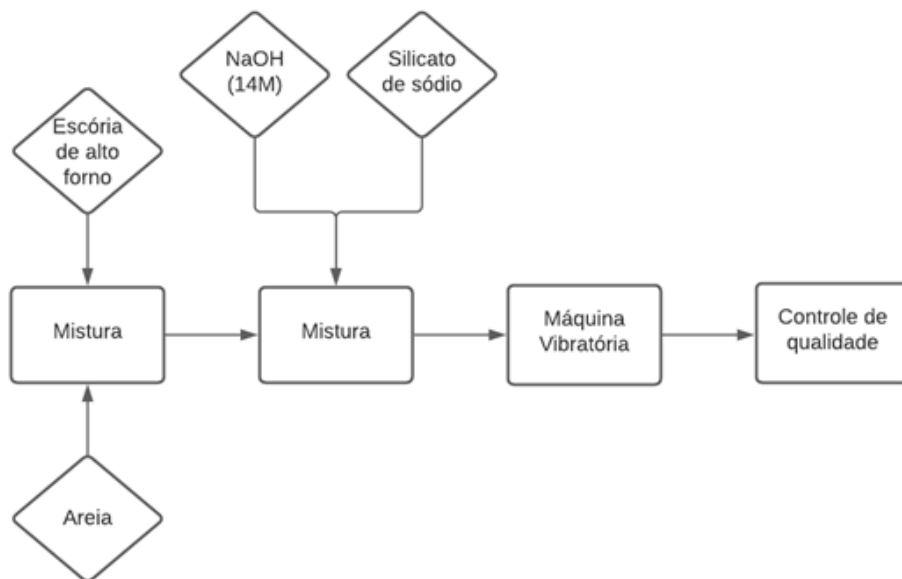 NaOH
(14M)
Silicato
de sódio
Escória
de alto
forno
Mistura
Mistura
Máquina
Vibratória
Controle de
qualidade
Areia